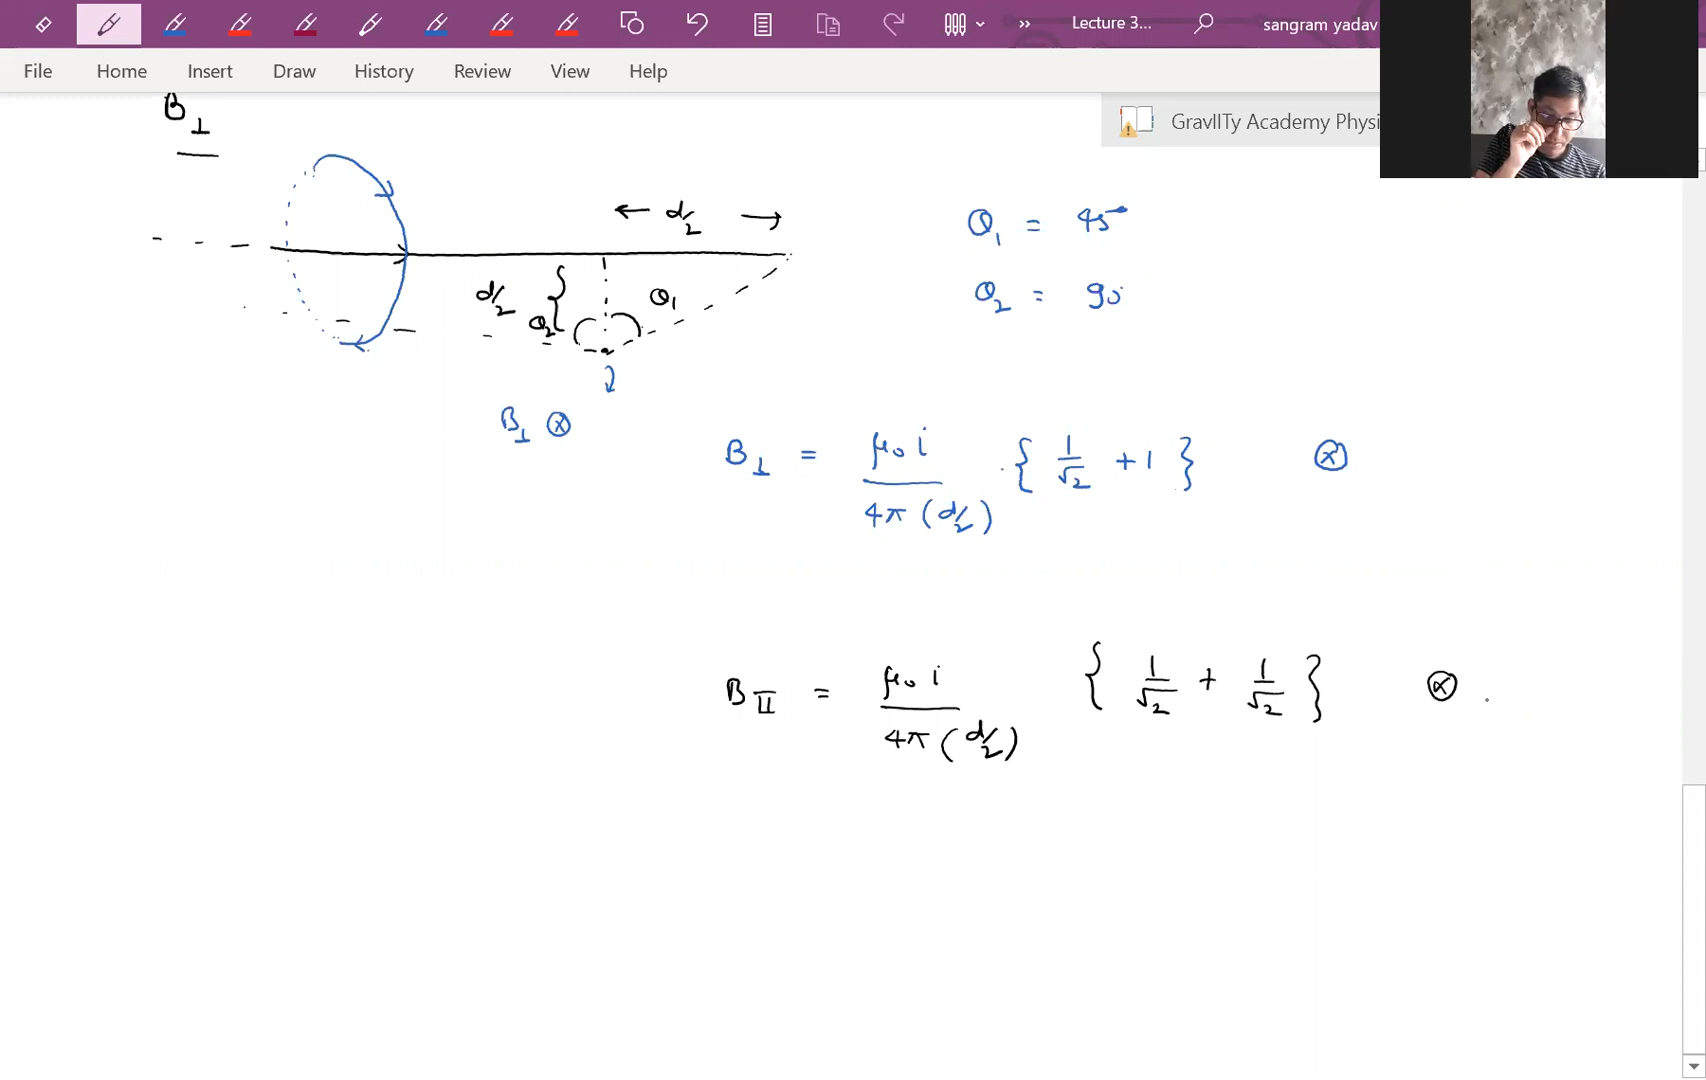 Lecture 3...
sangram yadav
File Home Insert Draw History View Help
GravIITy Academy Physi
B⊥
← d/2 →
θ₁ = 45°
d/2 { θ₂ θ₁
θ₂ = 90°
B⊥ ⊗
B⊥ = μ₀ i / 4π (d/2) · { 1/√2 + 1 } ⊗
B II = μ₀ i / 4π (d/2) { 1/√2 + 1/√2 } ⊗